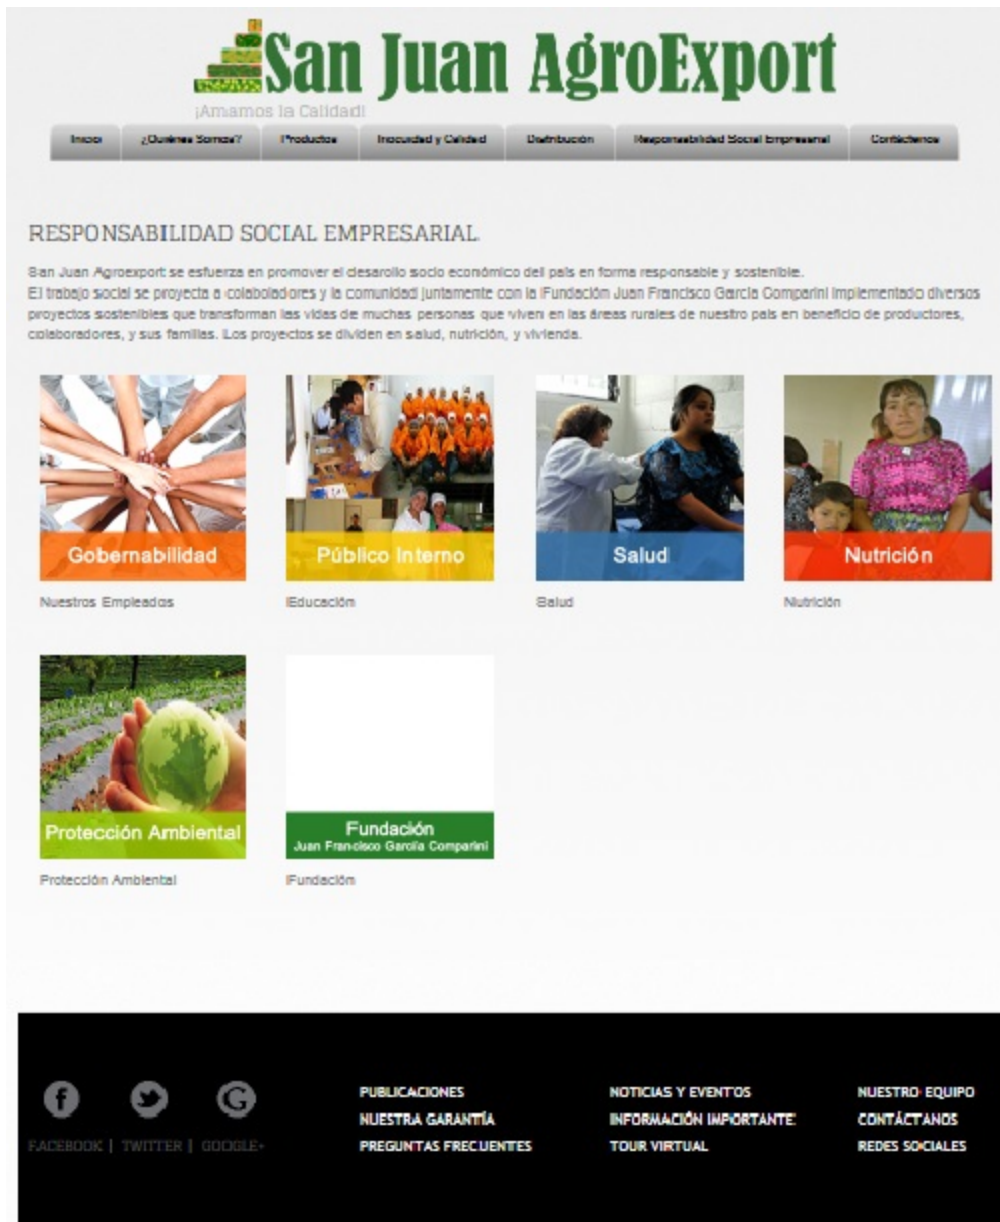 San Juan AgroExport
¡Amamos la Calidad!
Inicio ¿Quiénes Somos? Productos Inocuidad y Calidad Distribución Responsabilidad Social Empresarial Contáctenos
RESPONSABILIDAD SOCIAL EMPRESARIAL
San Juan Agroexport se esfuerza en promover el desarollo socio económico del país en forma responsable y sostenible.
El trabajo social se proyecta a colaboladores y la comunidad juntamente con la Fundación Juan Francisco García Comparini implementado diversos
proyectos sostenibles que transforman las vidas de muchas personas que viven en las áreas rurales de nuestro país en beneficio de productores,
colaboradores, y sus familias. Los proyectos se dividen en salud, nutrición, y vivienda.
Gobernabilidad Público Interno Salud Nutrición
Nuestros Empleados Educación Salud Nutrición
Protección Ambiental Fundación
Juan Francisco García Comparini
Protección Ambiental Fundación
PUBLICACIONES NOTICIAS Y EVENTOS NUESTRO EQUIPO
NUESTRA GARANTÍA INFORMACIÓN IMPORTANTE CONTÁCTANOS
FACEBOOK | TWITTER | GOOGLE+ PREGUNTAS FRECUENTES TOUR VIRTUAL REDES SOCIALES